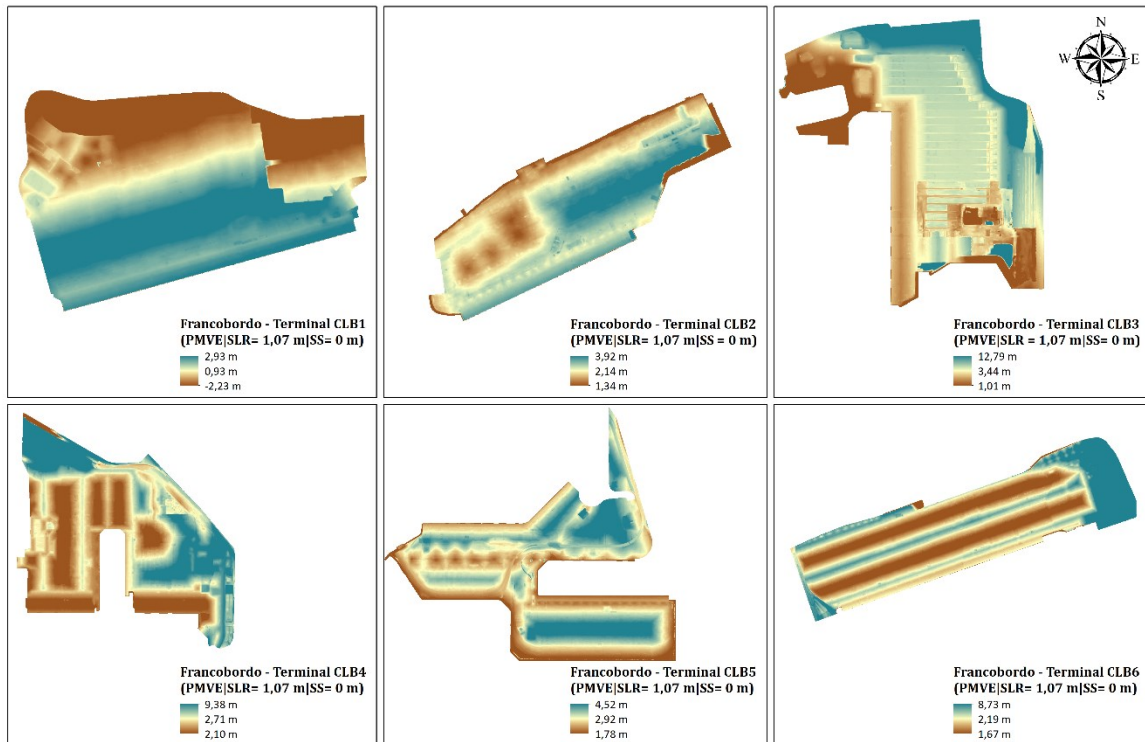 N
W E
S
Francobordo - Terminal CLB1
(PMVE|SLR= 1,07 m|SS= 0 m)
2,93 m
0,93 m
-2,23 m
Francobordo - Terminal CLB2
(PMVE|SLR= 1,07 m|SS= 0 m)
3,92 m
2,14 m
1,34 m
Francobordo - Terminal CLB3
(PMVE|SLR = 1,07 m|SS= 0 m)
12,79 m
3,44 m
1,01 m
Francobordo - Terminal CLB4
(PMVE|SLR= 1,07 m|SS= 0 m)
9,38 m
2,71 m
2,10 m
Francobordo - Terminal CLB5
(PMVE|SLR= 1,07 m|SS= 0 m)
4,52 m
2,92 m
1,78 m
Francobordo - Terminal CLB6
(PMVE|SLR= 1,07 m|SS= 0 m)
8,73 m
2,19 m
1,67 m